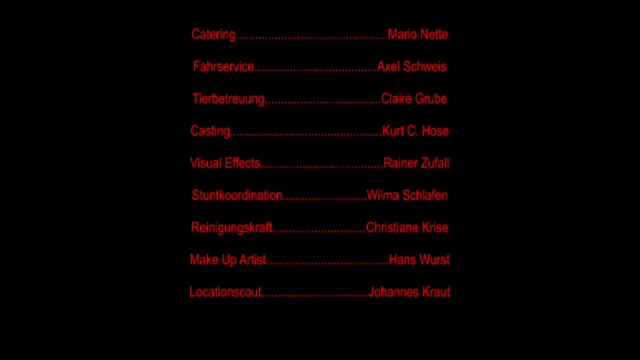 Catering...............................................Mario Nette
Fahrservice......................................Axel Schweis
Tierbetreuung....................................Claire Grube
Casting...............................................Kurt C. Hose
Visual Effects......................................Rainer Zufall
Stuntkoordination..........................Wilma Schlafen
Reinigungskraft.............................Christiane Krise
Make Up Artist......................................Hans Wurst
Locationscout.................................Johannes Kraut